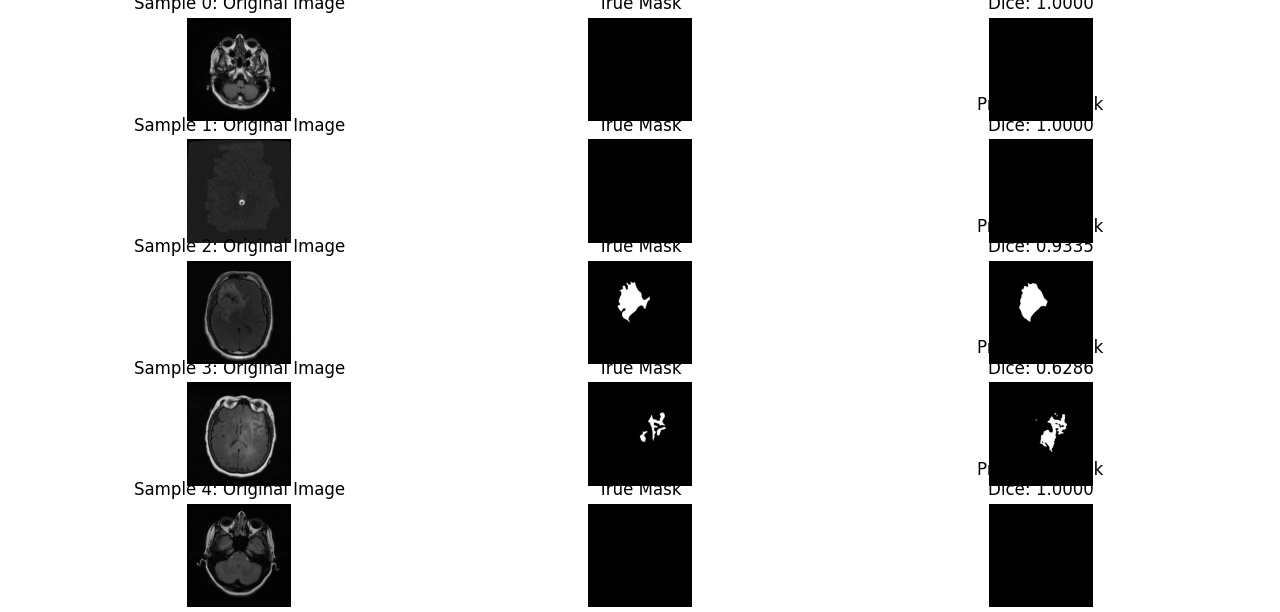 Sample 0: Original Image
True Mask
Dice: 1.0000
Sample 1: Original Image
True Mask
Dice: 1.0000
Sample 2: Original Image
True Mask
Dice: 0.9335
Sample 3: Original Image
True Mask
Dice: 0.6286
Sample 4: Original Image
True Mask
Dice: 1.0000